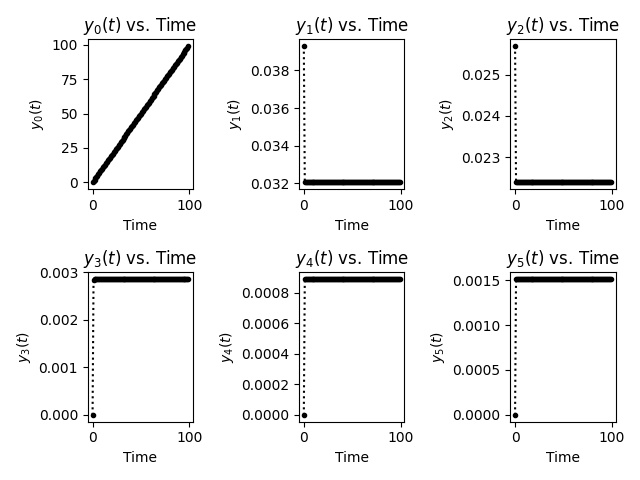 y₀(t) vs. Time
100
75
50
25
0
y₀(t)
0 100
Time
y₁(t) vs. Time
0.038
0.036
0.034
0.032
y₁(t)
0 100
Time
y₂(t) vs. Time
0.025
0.024
0.023
y₂(t)
0 100
Time
y₃(t) vs. Time
0.003
0.002
0.001
0.000
y₃(t)
0 100
Time
y₄(t) vs. Time
0.0008
0.0006
0.0004
0.0002
0.0000
y₄(t)
0 100
Time
y₅(t) vs. Time
0.0015
0.0010
0.0005
0.0000
y₅(t)
0 100
Time